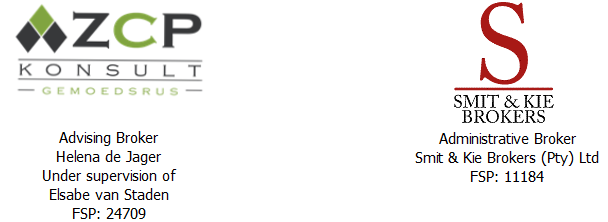 ZCP
KONSULT
GEMOEDSRUS
Advising Broker
Helena de Jager
Under supervision of
Elsabe van Staden
FSP: 24709
S
SMIT & KIE
BROKERS
Administrative Broker
Smit & Kie Brokers (Pty) Ltd
FSP: 11184